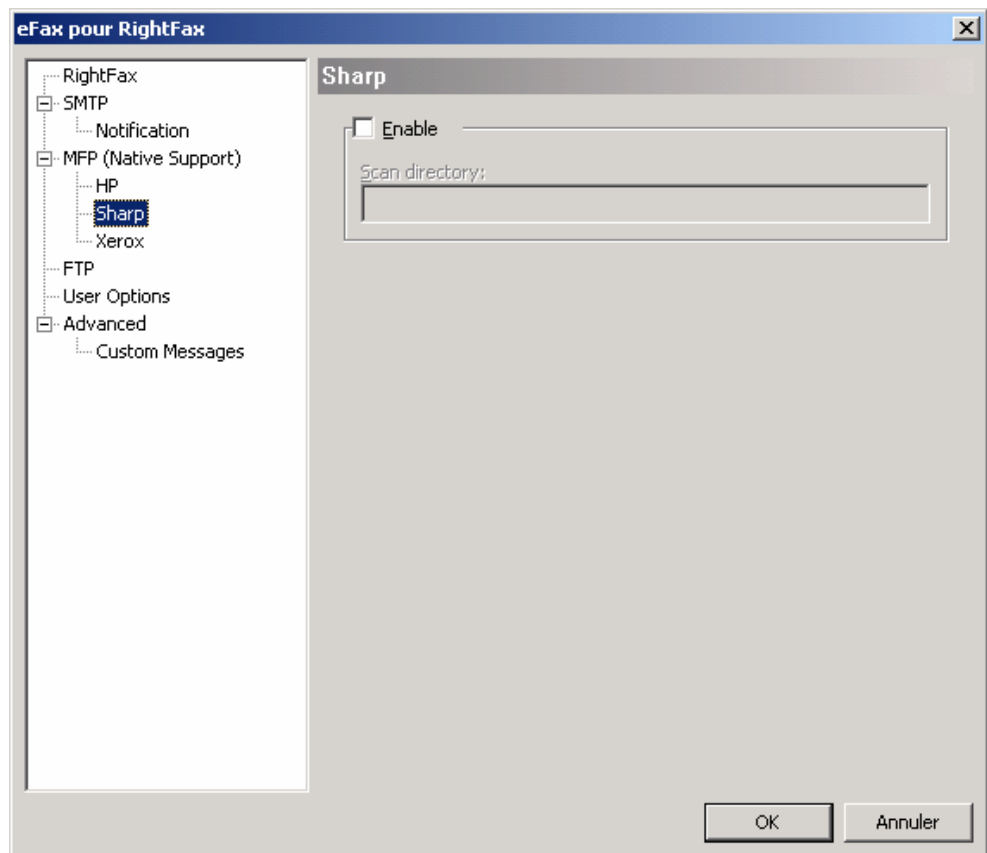 eFax pour RightFax
RightFax
SMTP
Notification
MFP (Native Support)
HP
Sharp
Xerox
FTP
User Options
Advanced
Custom Messages
Sharp
Enable
Scan directory:
OK
Annuler